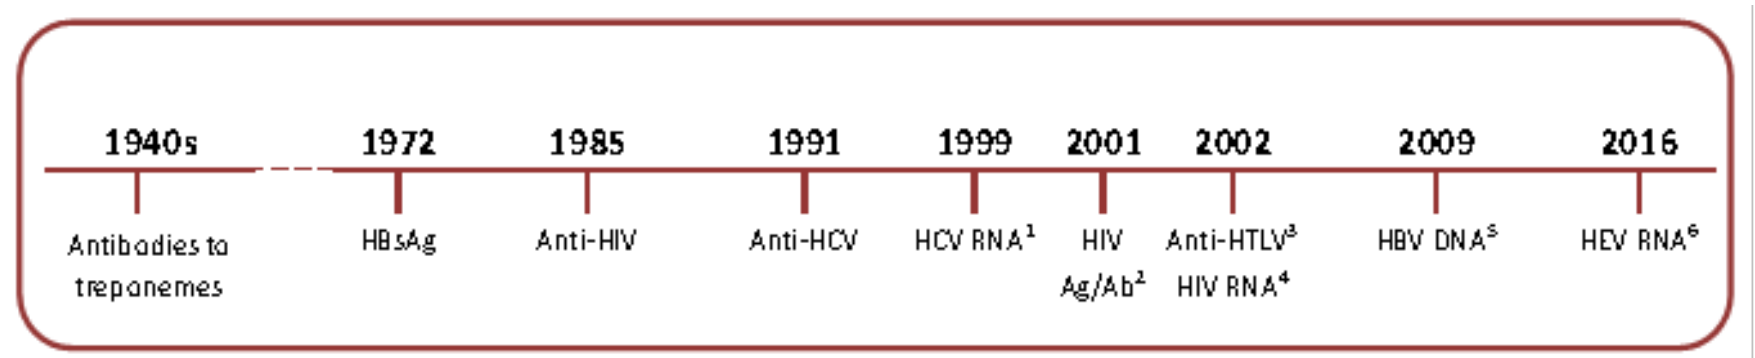 1940s 1972 1985 1991 1999 2001 2002 2009 2016
Antibodies to HBsAg Anti-HIV Anti-HCV HCV RNA¹ HIV Anti-HTLV³ HBV DNA⁵ HEV RNA⁶
treponemes Ag/Ab² HIV RNA⁴